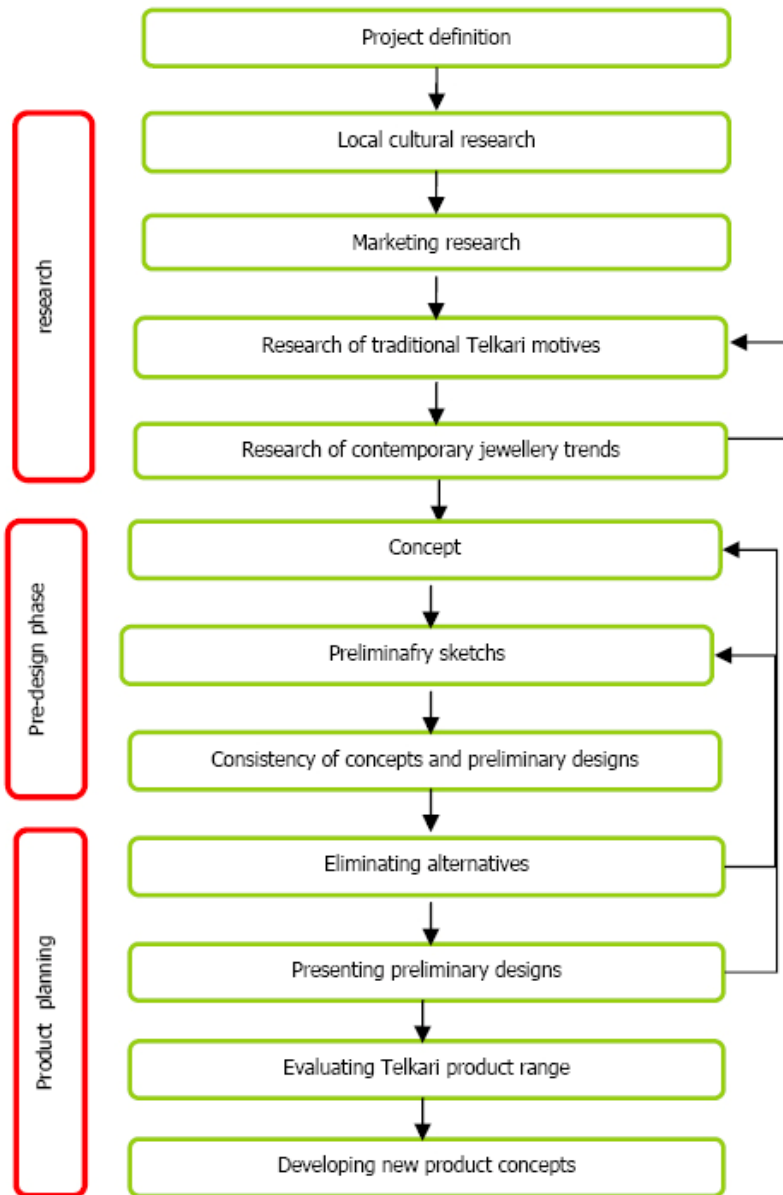 Project definition
research
Local cultural research
Marketing research
Research of traditional Telkari motives
Research of contemporary jewellery trends
Pre-design phase
Concept
Preliminafry sketchs
Consistency of concepts and preliminary designs
Product planning
Eliminating alternatives
Presenting preliminary designs
Evaluating Telkari product range
Developing new product concepts